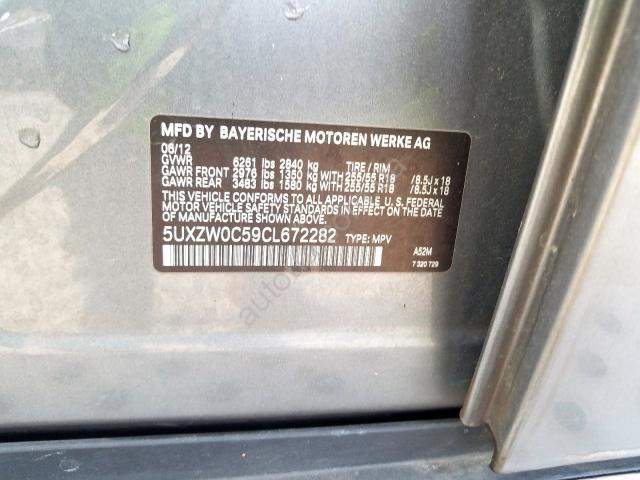 MFD BY BAYERISCHE MOTOREN WERKE AG
06/12
GVWR 6261 lbs 2840 kg TIRE / RIM
GAWR FRONT 2976 lbs 1350 kg WITH 255/55 R18 /8.5J x 18
GAWR REAR 3483 lbs 1580 kg WITH 255/55 R18 /8.5J x 18
THIS VEHICLE CONFORMS TO ALL APPLICABLE U.S. FEDERAL
MOTOR VEHICLE SAFETY STANDARDS IN EFFECT ON THE
DATE OF MANUFACTURE SHOWN ABOVE.
5UXZW0C59CL672282 TYPE: MPV
A52M
7 320 729